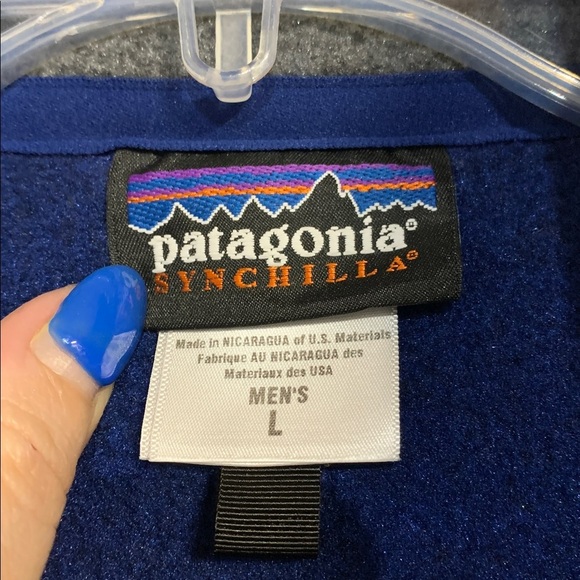 patagonia®
SYNCHILLA®
Made in NICARAGUA of U.S. Materials
Fabrique AU NICARAGUA des
Materiaux des USA
MEN'S
L